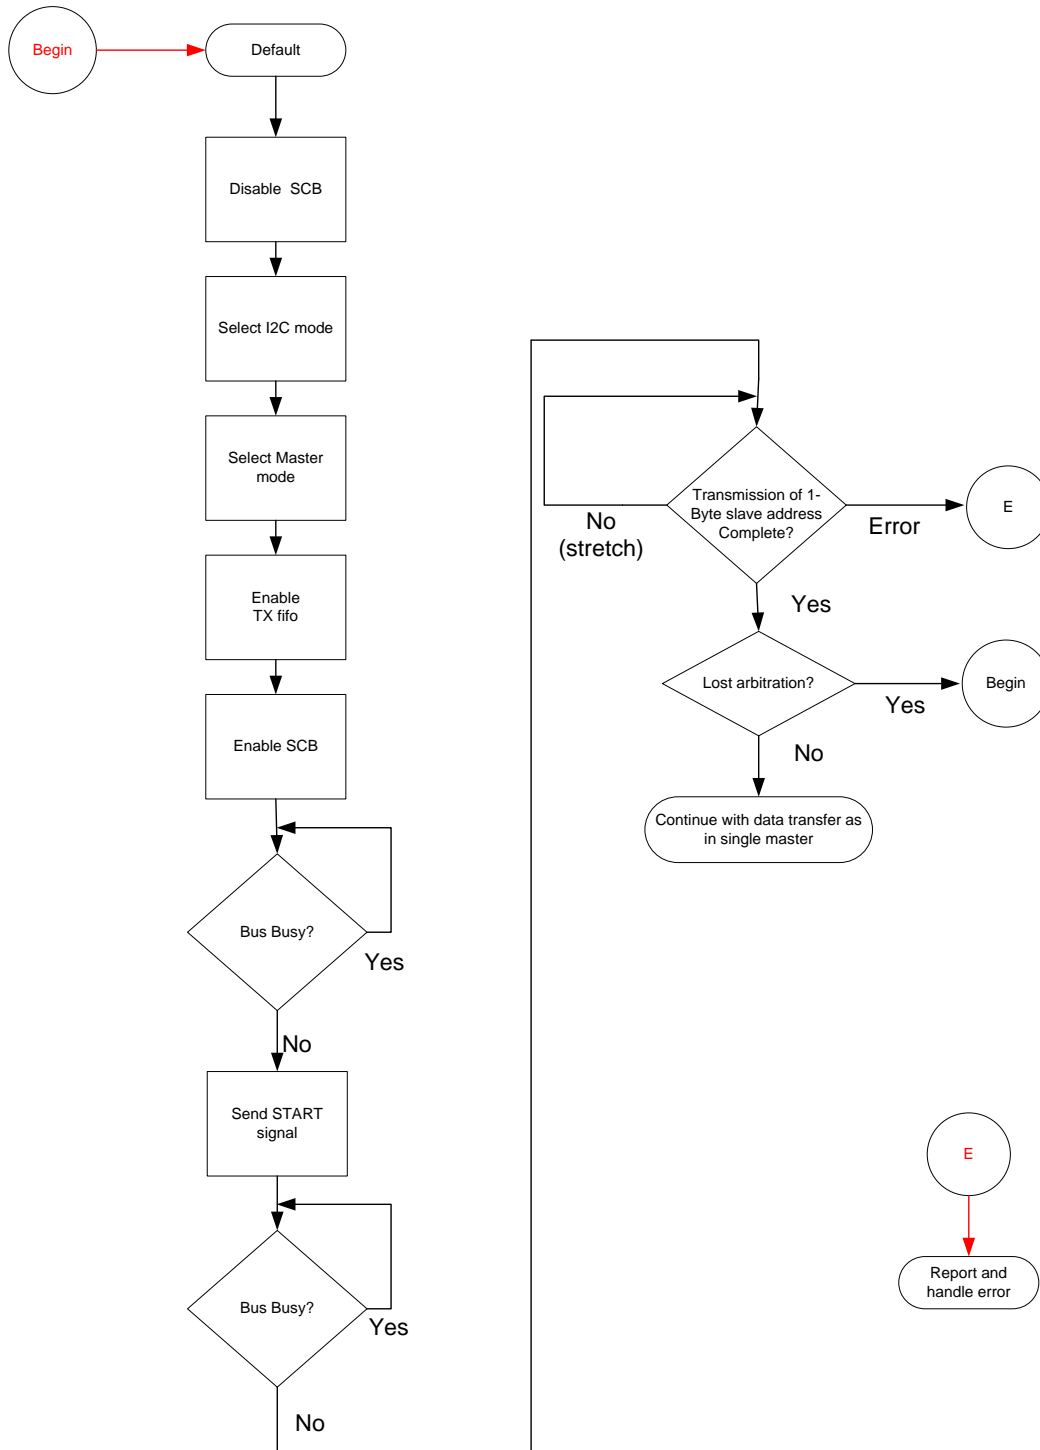 Begin
Default
Disable SCB
Select I2C mode
Select Master
mode
Enable
TX fifo
Enable SCB
Bus Busy?
Yes
No
Send START
signal
Bus Busy?
Yes
No
Transmission of 1-
Byte slave address
Complete?
No
(stretch)
Error
E
Yes
Lost arbitration?
Yes
Begin
No
Continue with data transfer as
in single master
E
Report and
handle error